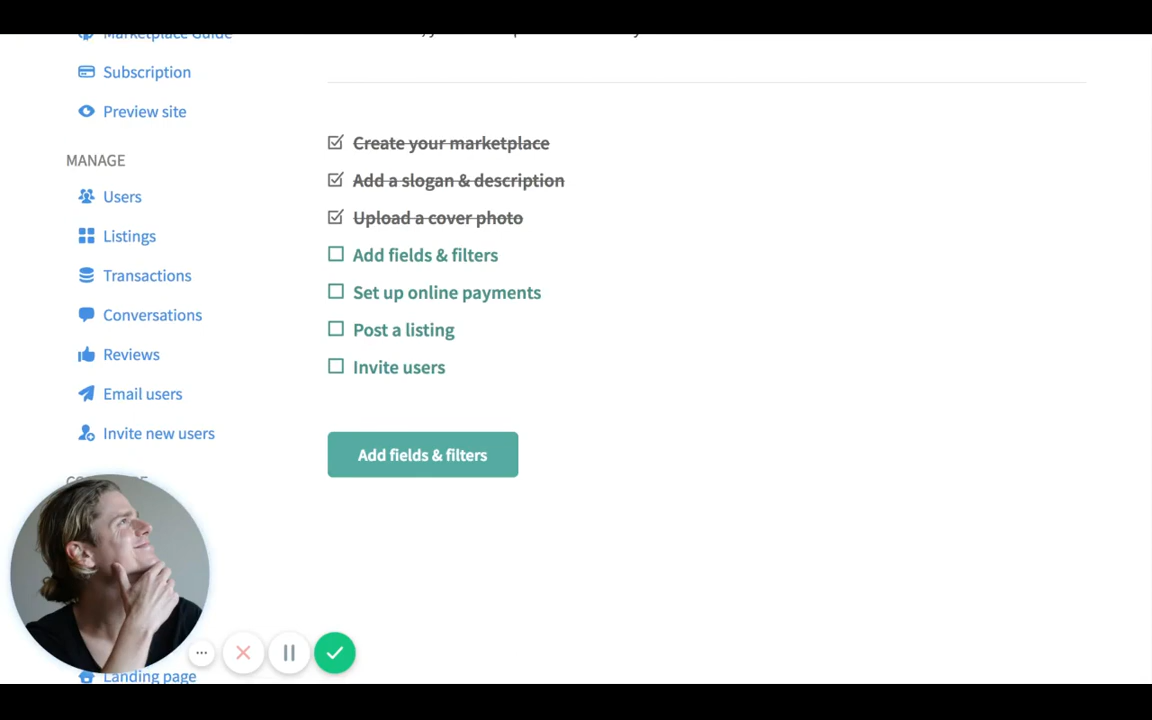 Marketplace Guide
Subscription
Preview site
MANAGE
Users
Listings
Transactions
Conversations
Reviews
Email users
Invite new users
Landing page
Create your marketplace
Add a slogan & description
Upload a cover photo
Add fields & filters
Set up online payments
Post a listing
Invite users
Add fields & filters